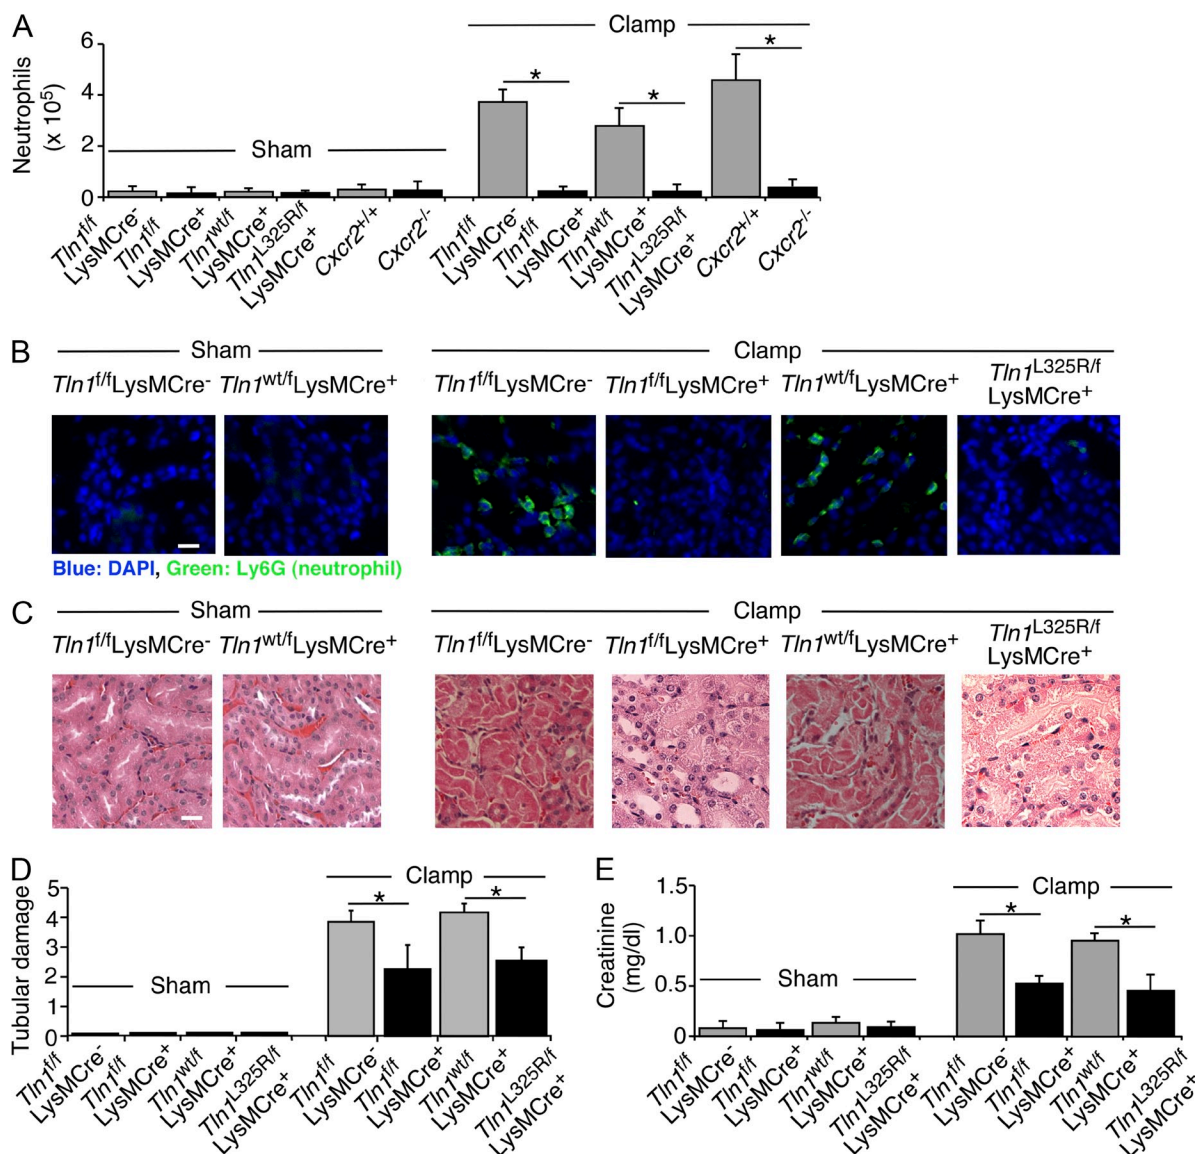 A
Clamp
6
4
2
0
Neutrophils
(x 10⁵)
Sham
*
*
*
Tln1f/f
LysMCre-
Tln1f/f
LysMCre+
Tln1wt/f
LysMCre+
Tln1L325R/f
LysMCre+
Cxcr2+/+
Cxcr2-/-
Tln1f/f
LysMCre-
Tln1f/f
LysMCre+
Tln1wt/f
LysMCre+
Tln1L325R/f
LysMCre+
Cxcr2+/+
Cxcr2-/-
B
Sham
Clamp
Tln1f/fLysMCre-
Tln1wt/fLysMCre+
Tln1f/fLysMCre-
Tln1f/fLysMCre+
Tln1wt/fLysMCre+
Tln1L325R/f
LysMCre+
Blue: DAPI, Green: Ly6G (neutrophil)
C
Sham
Clamp
Tln1f/fLysMCre-
Tln1wt/fLysMCre+
Tln1f/fLysMCre-
Tln1f/fLysMCre+
Tln1wt/fLysMCre+
Tln1L325R/f
LysMCre+
D
Clamp
5
4
3
2
1
0
Tubular damage
Sham
*
*
Tln1f/f
LysMCre-
Tln1f/f
LysMCre+
Tln1wt/f
LysMCre+
Tln1L325R/f
LysMCre+
Tln1f/f
LysMCre-
Tln1f/f
LysMCre+
Tln1wt/f
LysMCre+
Tln1L325R/f
LysMCre+
E
Clamp
1.5
1.0
0.5
0
Creatinine
(mg/dl)
Sham
*
*
Tln1f/f
LysMCre-
Tln1f/f
LysMCre+
Tln1wt/f
LysMCre+
Tln1L325R/f
LysMCre+
Tln1f/f
LysMCre-
Tln1f/f
LysMCre+
Tln1wt/f
LysMCre+
Tln1L325R/f
LysMCre+